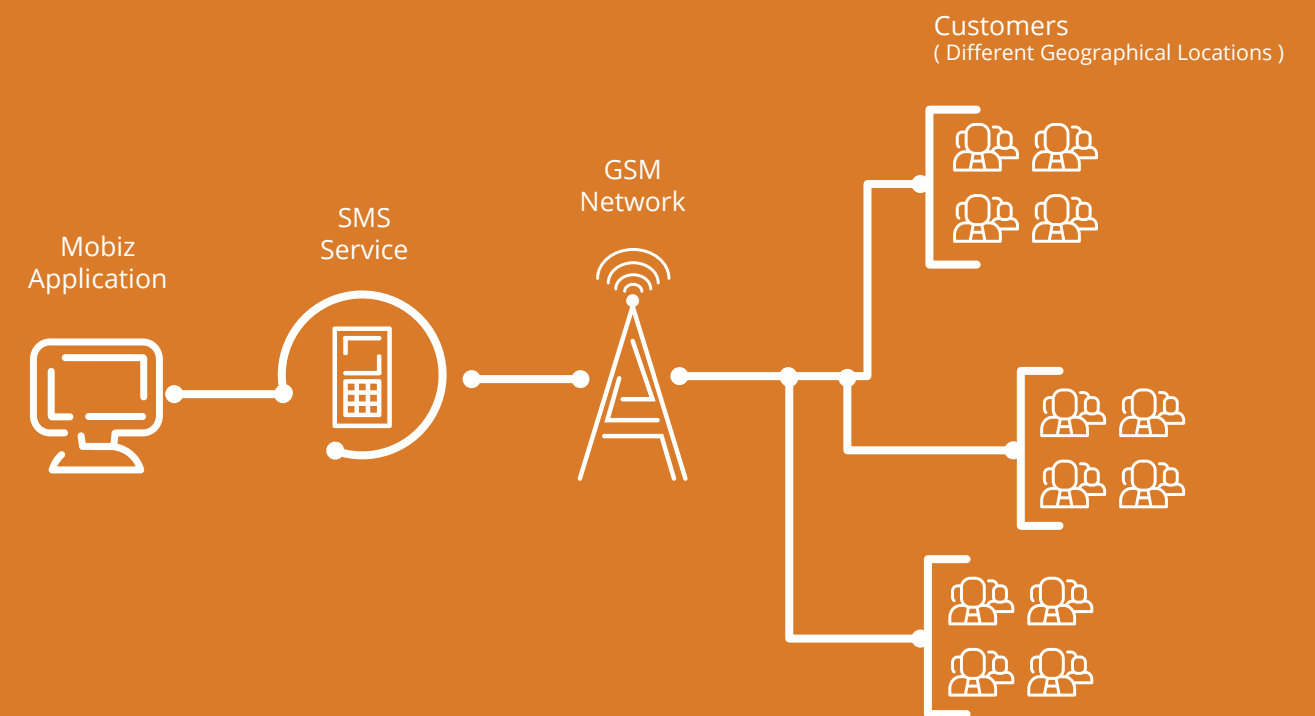 Customers
( Different Geographical Locations )
GSM
Network
SMS
Service
Mobiz
Application